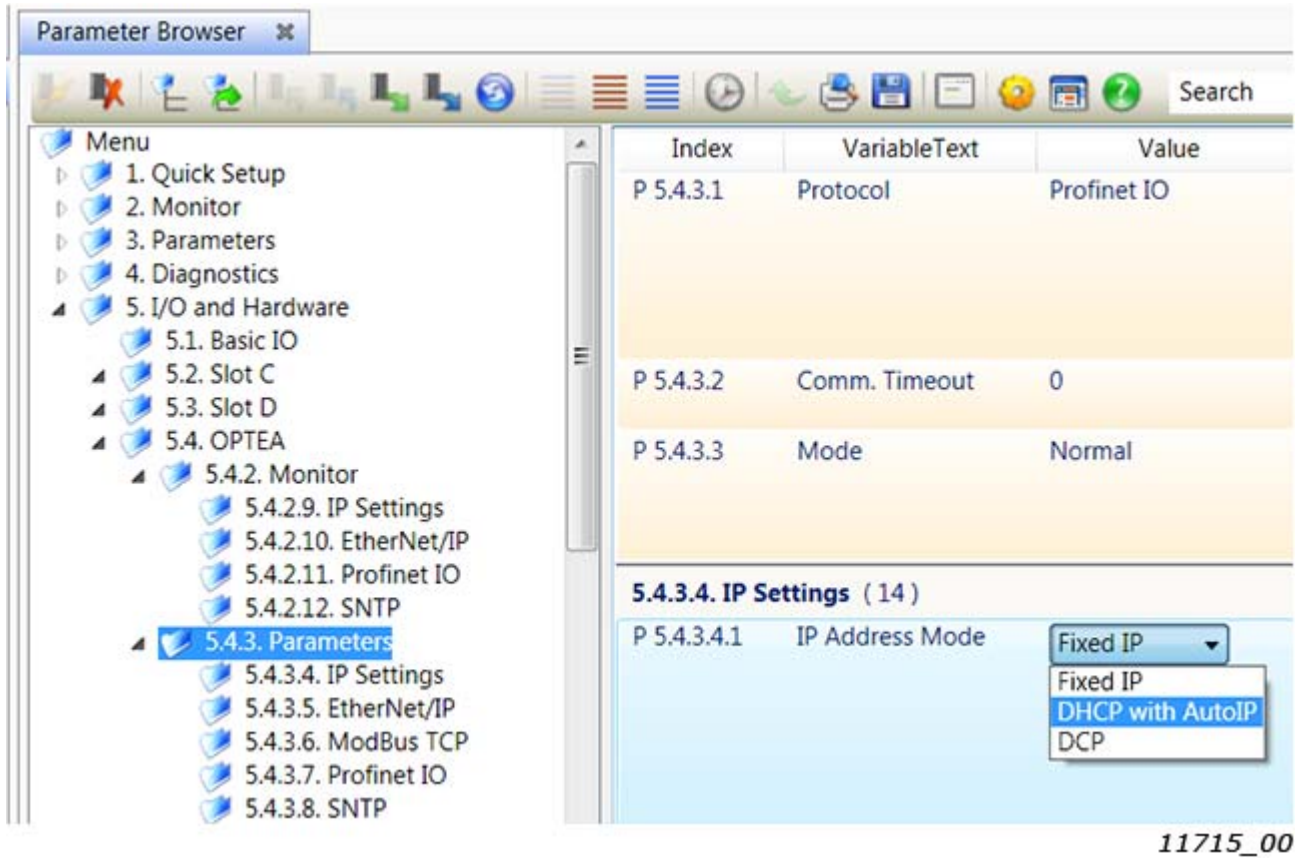 Parameter Browser
Search
Menu
1. Quick Setup
2. Monitor
3. Parameters
4. Diagnostics
5. I/O and Hardware
5.1. Basic IO
5.2. Slot C
5.3. Slot D
5.4. OPTEA
5.4.2. Monitor
5.4.2.9. IP Settings
5.4.2.10. EtherNet/IP
5.4.2.11. Profinet IO
5.4.2.12. SNTP
5.4.3. Parameters
5.4.3.4. IP Settings
5.4.3.5. EtherNet/IP
5.4.3.6. ModBus TCP
5.4.3.7. Profinet IO
5.4.3.8. SNTP
Index VariableText Value
P 5.4.3.1 Protocol Profinet IO
P 5.4.3.2 Comm. Timeout 0
P 5.4.3.3 Mode Normal
5.4.3.4. IP Settings ( 14 )
P 5.4.3.4.1 IP Address Mode Fixed IP
Fixed IP
DHCP with AutoIP
DCP
11715_00